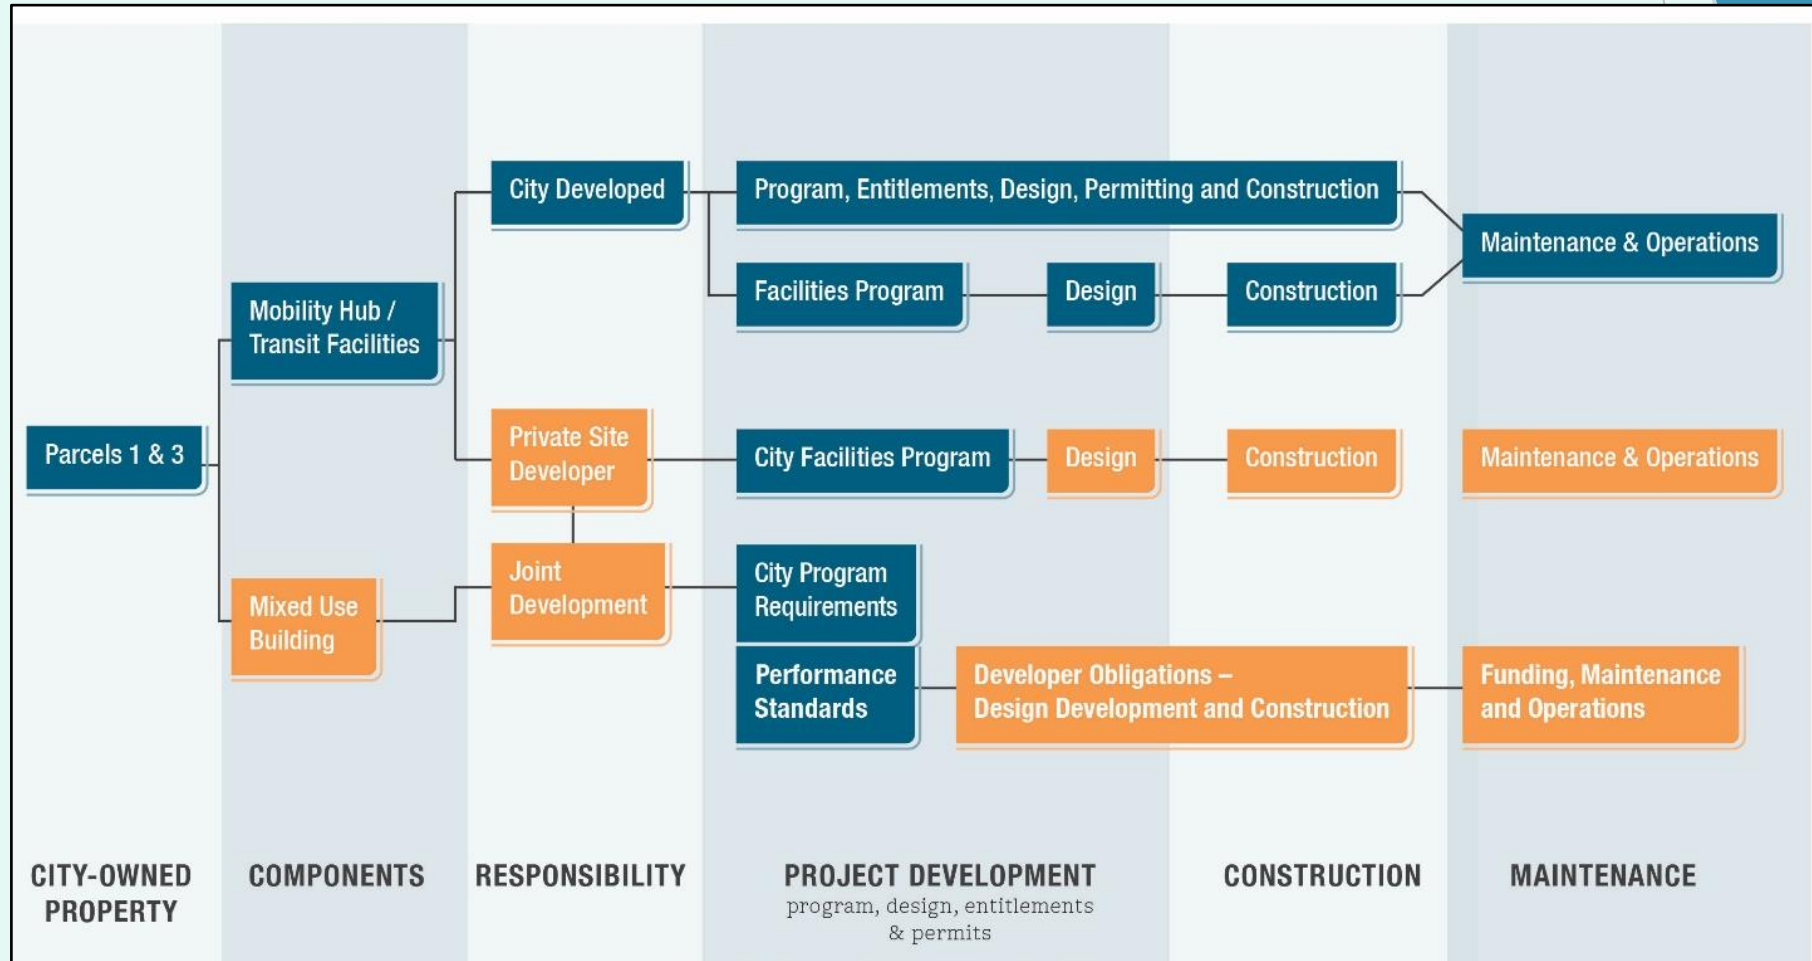 City Developed
Program, Entitlements, Design, Permitting and Construction
Maintenance & Operations
Facilities Program
Design
Construction
Mobility Hub /
Transit Facilities
Parcels 1 & 3
Private Site
Developer
City Facilities Program
Design
Construction
Maintenance & Operations
Joint
Development
City Program
Requirements
Mixed Use
Building
Performance
Standards
Developer Obligations –
Design Development and Construction
Funding, Maintenance
and Operations
CITY-OWNED
PROPERTY
COMPONENTS
RESPONSIBILITY
PROJECT DEVELOPMENT
program, design, entitlements
& permits
CONSTRUCTION
MAINTENANCE